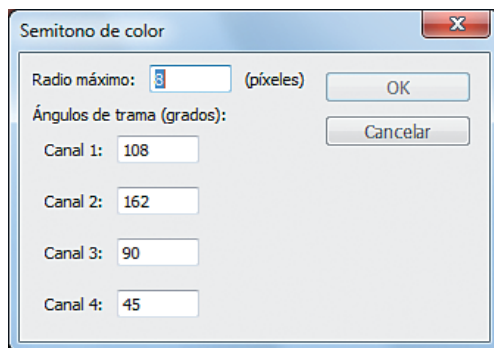 Semitono de color
Radio máximo: 8 (píxeles)
OK
Ángulos de trama (grados):
Cancelar
Canal 1: 108
Canal 2: 162
Canal 3: 90
Canal 4: 45